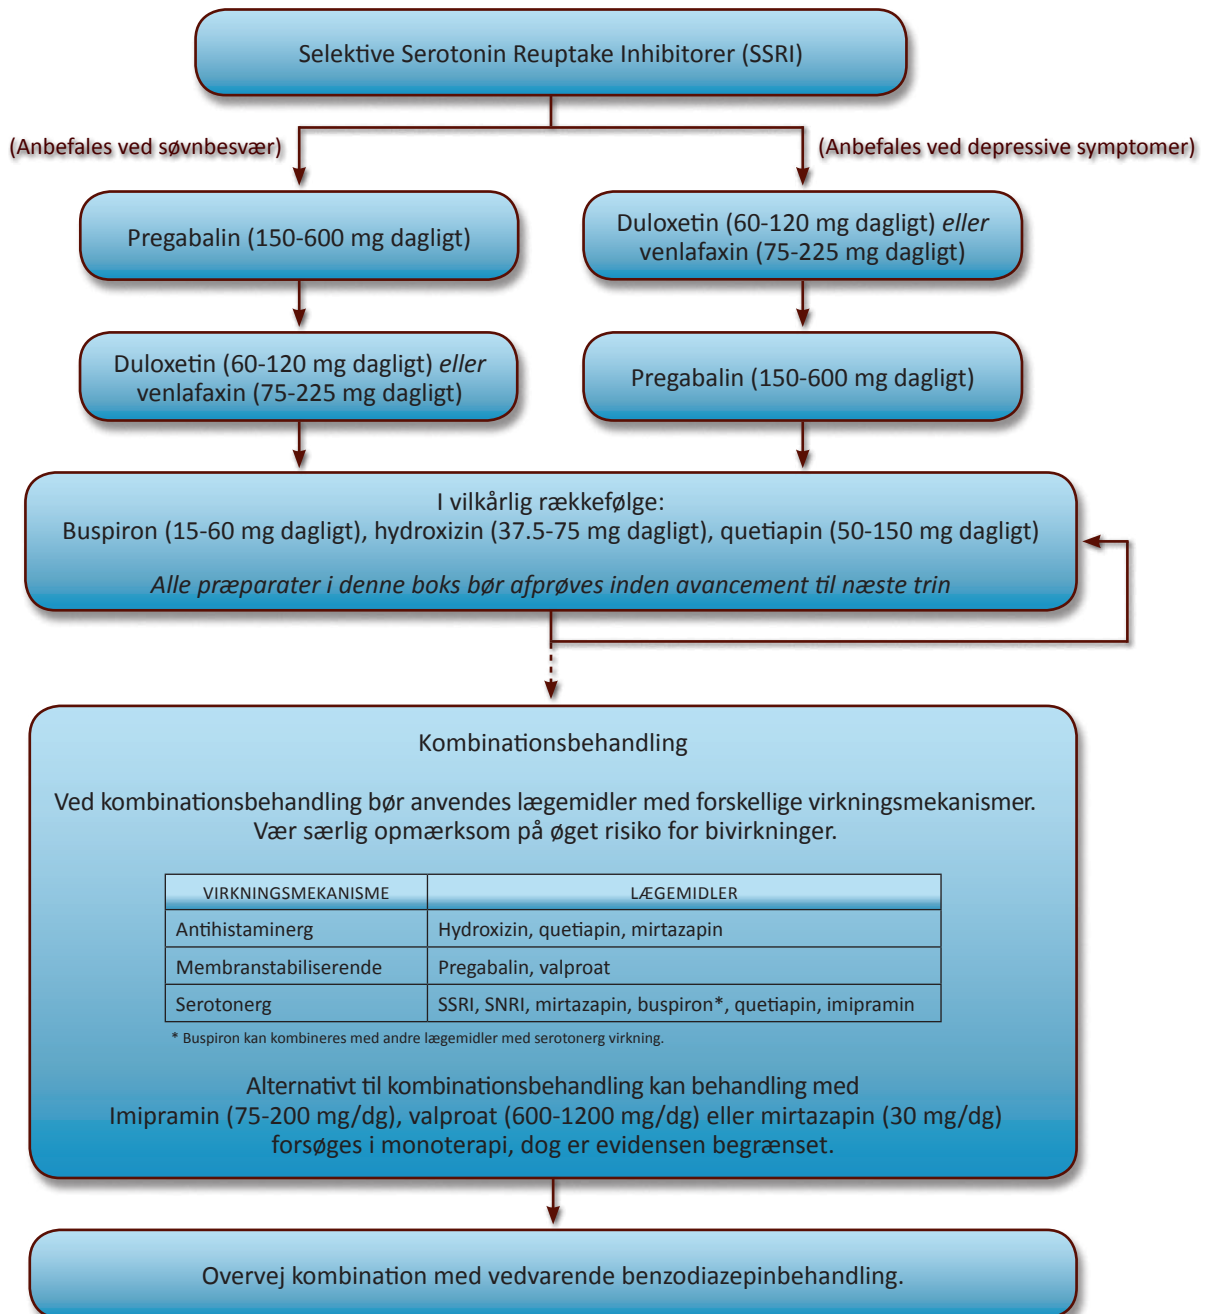 Selektive Serotonin Reuptake Inhibitorer (SSRI)
(Anbefales ved søvnbesvær)
(Anbefales ved depressive symptomer)
Pregabalin (150-600 mg dagligt)
Duloxetin (60-120 mg dagligt) eller
venlafaxin (75-225 mg dagligt)
Duloxetin (60-120 mg dagligt) eller
venlafaxin (75-225 mg dagligt)
Pregabalin (150-600 mg dagligt)
I vilkårlig rækkefølge:
Buspiron (15-60 mg dagligt), hydroxizin (37.5-75 mg dagligt), quetiapin (50-150 mg dagligt)
Alle præparater i denne boks bør afprøves inden avancement til næste trin
Kombinationsbehandling
Ved kombinationsbehandling bør anvendes lægemidler med forskellige virkningsmekanismer.
Vær særlig opmærksom på øget risiko for bivirkninger.
VIRKNINGSMEKANISME LÆGEMIDLER
Antihistaminerg Hydroxizin, quetiapin, mirtazapin
Membranstabiliserende Pregabalin, valproat
Serotonerg SSRI, SNRI, mirtazapin, buspiron*, quetiapin, imipramin
* Buspiron kan kombineres med andre lægemidler med serotonerg virkning.
Alternativt til kombinationsbehandling kan behandling med
Imipramin (75-200 mg/dg), valproat (600-1200 mg/dg) eller mirtazapin (30 mg/dg)
forsøges i monoterapi, dog er evidensen begrænset.
Overvej kombination med vedvarende benzodiazepinbehandling.